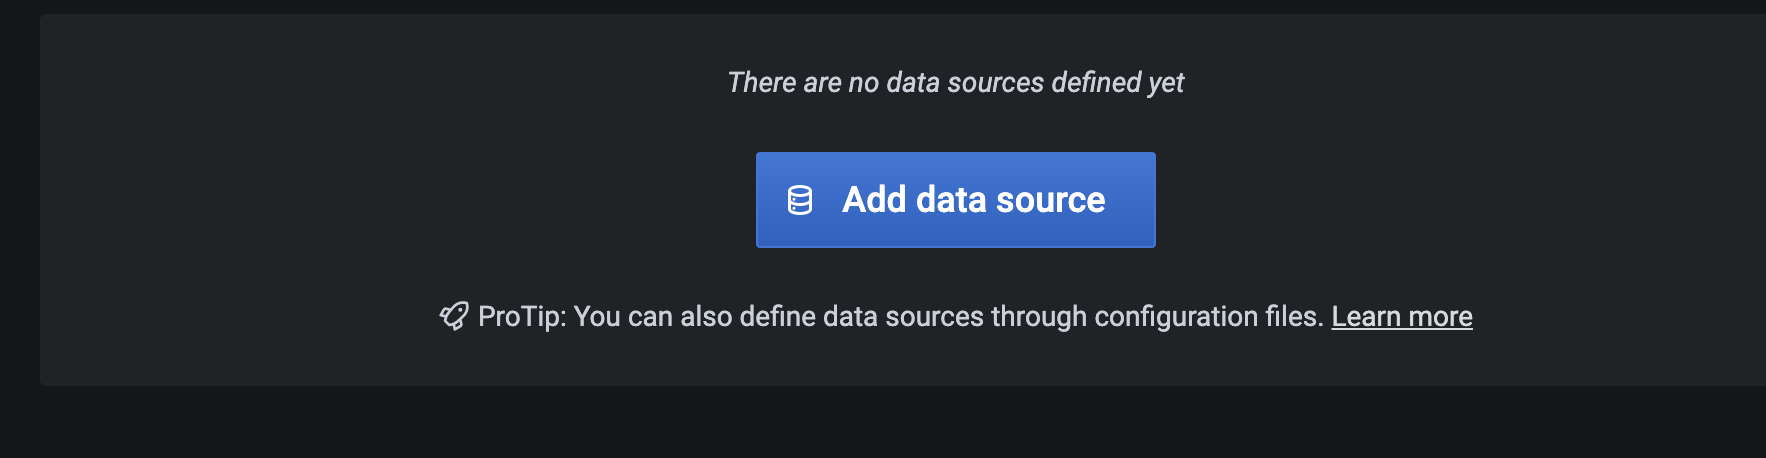 There are no data sources defined yet
Add data source
ProTip: You can also define data sources through configuration files. Learn more